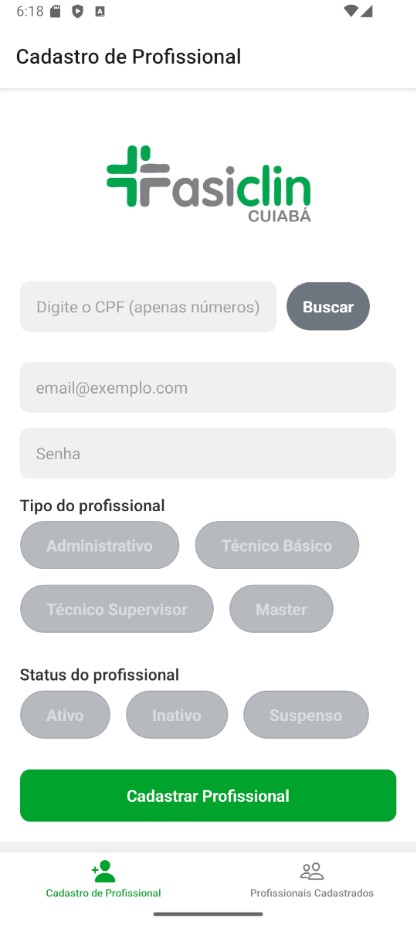 6:18
Cadastro de Profissional
Fasiclin
CUIABÁ
Digite o CPF (apenas números)
Buscar
email@exemplo.com
Senha
Tipo do profissional
Administrativo
Técnico Básico
Técnico Supervisor
Master
Status do profissional
Ativo
Inativo
Suspenso
Cadastrar Profissional
Cadastro de Profissional
Profissionais Cadastrados